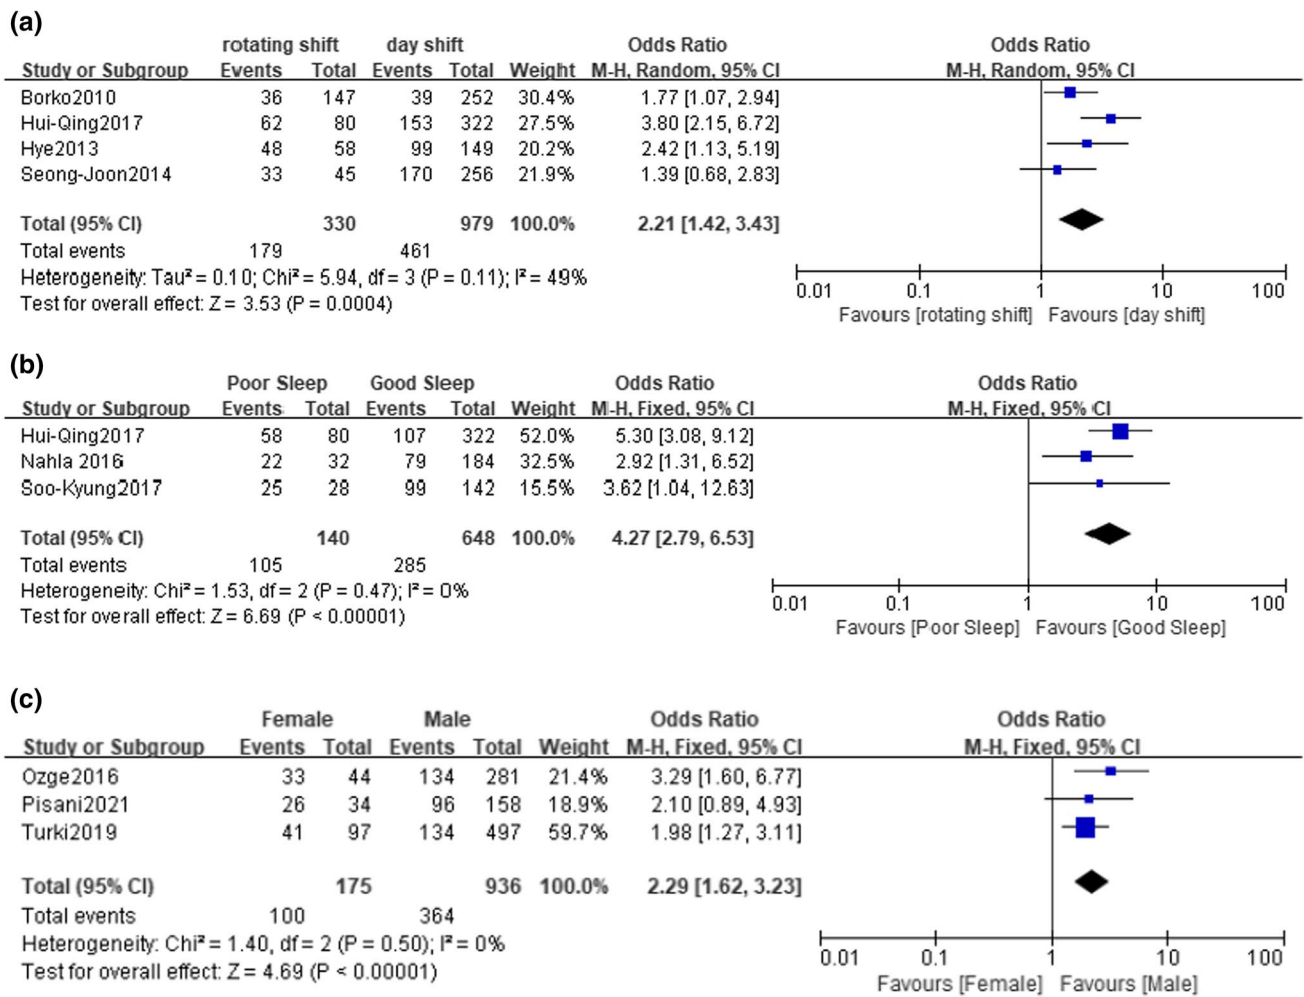 (a)
rotating shift day shift Odds Ratio Odds Ratio
Study or Subgroup Events Total Events Total Weight M-H, Random, 95% CI M-H, Random, 95% CI
Borko2010 36 147 39 252 30.4% 1.77 [1.07, 2.94]
Hui-Qing2017 62 80 153 322 27.5% 3.80 [2.15, 6.72]
Hye2013 48 58 99 149 20.2% 2.42 [1.13, 5.19]
Seong-Joon2014 33 45 170 256 21.9% 1.39 [0.68, 2.83]
Total (95% CI) 330 979 100.0% 2.21 [1.42, 3.43]
Total events 179 461
Heterogeneity: Tau² = 0.10; Chi² = 5.94, df = 3 (P = 0.11); I² = 49%
Test for overall effect: Z = 3.53 (P = 0.0004)
0.01 0.1 1 10 100
Favours [rotating shift] Favours [day shift]
(b)
Poor Sleep Good Sleep Odds Ratio Odds Ratio
Study or Subgroup Events Total Events Total Weight M-H, Fixed, 95% CI M-H, Fixed, 95% CI
Hui-Qing2017 58 80 107 322 52.0% 5.30 [3.08, 9.12]
Nahla 2016 22 32 79 184 32.5% 2.92 [1.31, 6.52]
Soo-Kyung2017 25 28 99 142 15.5% 3.62 [1.04, 12.63]
Total (95% CI) 140 648 100.0% 4.27 [2.79, 6.53]
Total events 105 285
Heterogeneity: Chi² = 1.53, df = 2 (P = 0.47); I² = 0%
Test for overall effect: Z = 6.69 (P < 0.00001)
0.01 0.1 1 10 100
Favours [Poor Sleep] Favours [Good Sleep]
(c)
Female Male Odds Ratio Odds Ratio
Study or Subgroup Events Total Events Total Weight M-H, Fixed, 95% CI M-H, Fixed, 95% CI
Ozge2016 33 44 134 281 21.4% 3.29 [1.60, 6.77]
Pisani2021 26 34 96 158 18.9% 2.10 [0.89, 4.93]
Turki2019 41 97 134 497 59.7% 1.98 [1.27, 3.11]
Total (95% CI) 175 936 100.0% 2.29 [1.62, 3.23]
Total events 100 364
Heterogeneity: Chi² = 1.40, df = 2 (P = 0.50); I² = 0%
Test for overall effect: Z = 4.69 (P < 0.00001)
0.01 0.1 1 10 100
Favours [Female] Favours [Male]